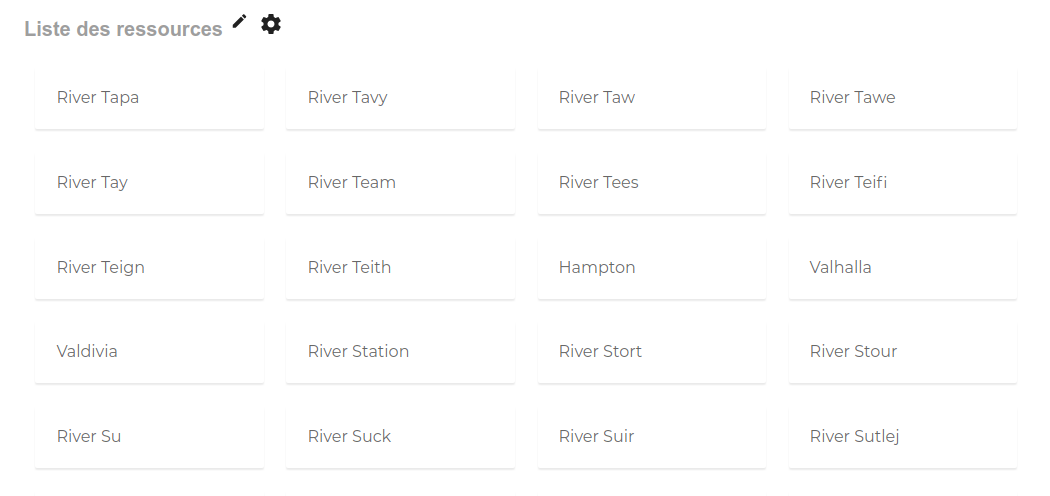 Liste des ressources
River Tapa
River Tavy
River Taw
River Tawe
River Tay
River Team
River Tees
River Teifi
River Teign
River Teith
Hampton
Valhalla
Valdivia
River Station
River Stort
River Stour
River Su
River Suck
River Suir
River Sutlej